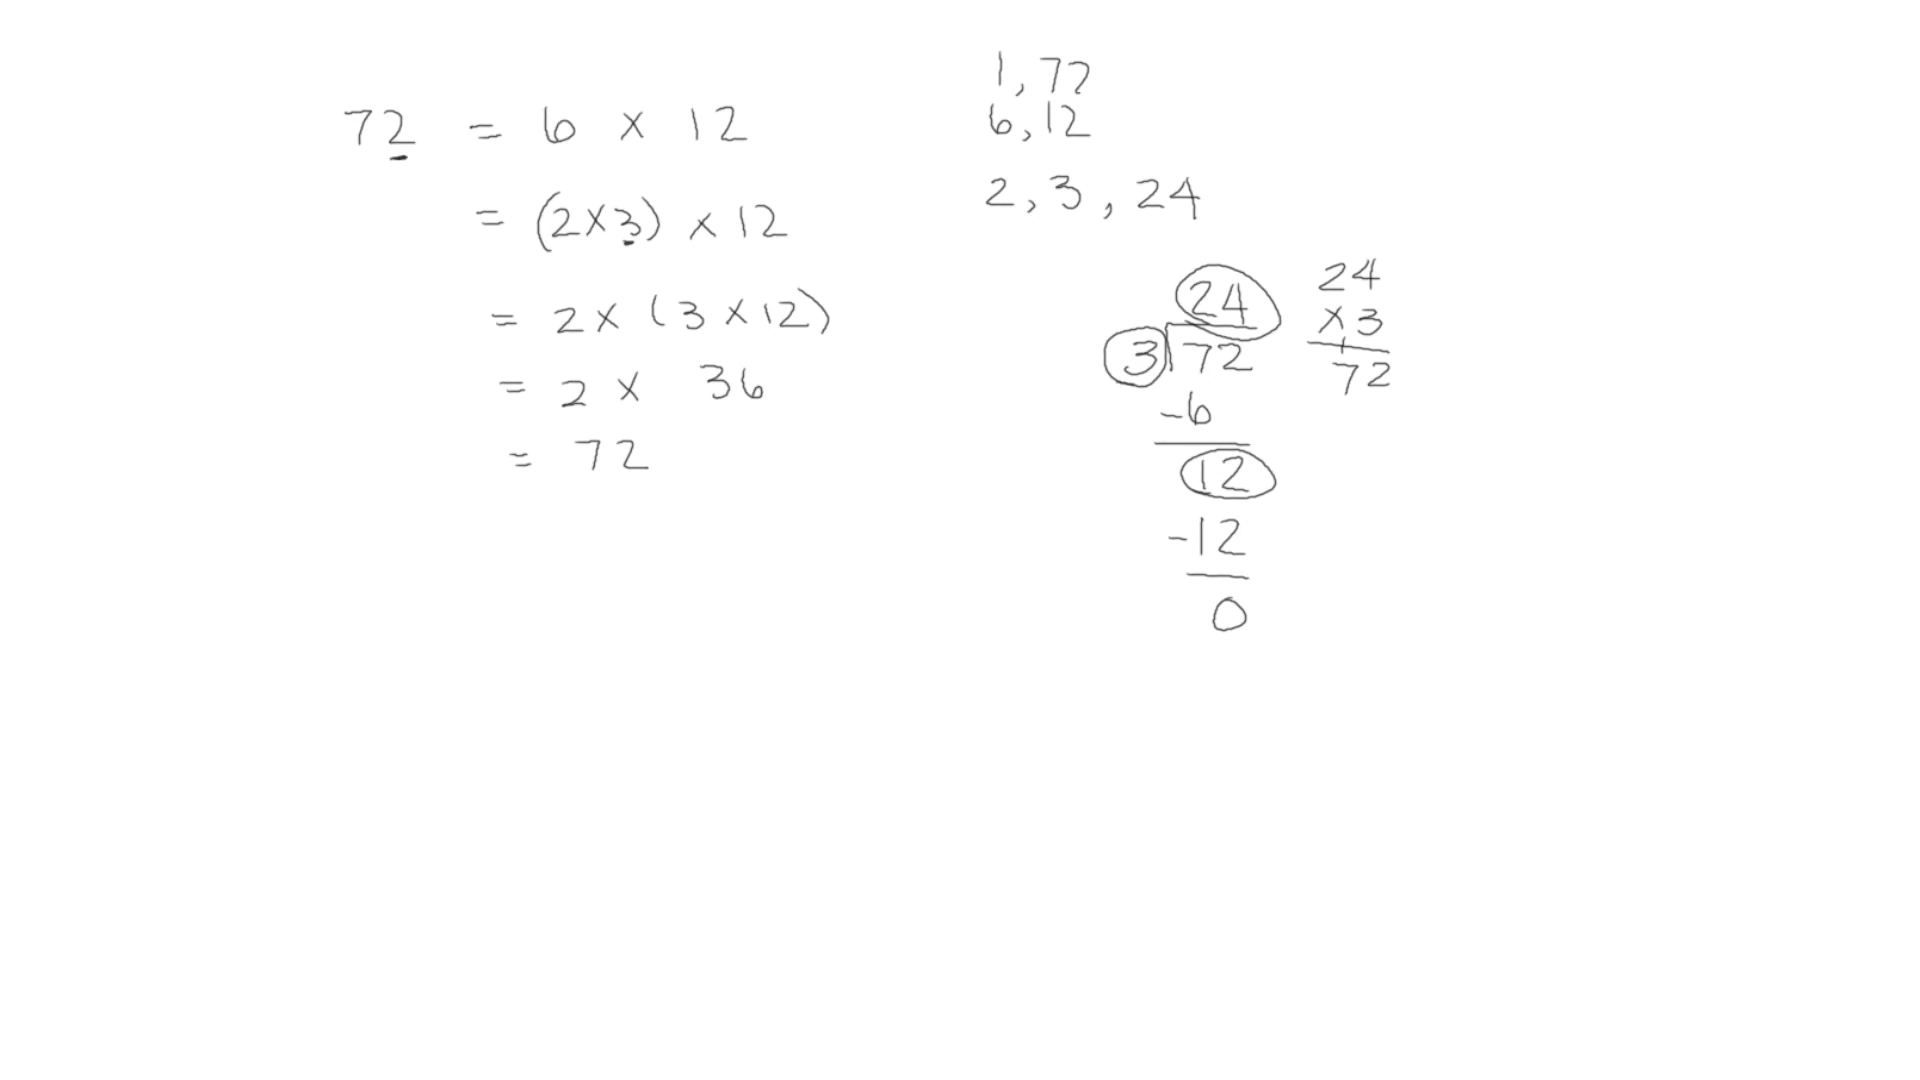 72 = 6 x 12
= (2x3) x 12
= 2x (3 x 12)
= 2 x 36
= 72
1, 72
6, 12
2, 3, 24
24
3 72
-6
12
-12
0
24
x 3
72